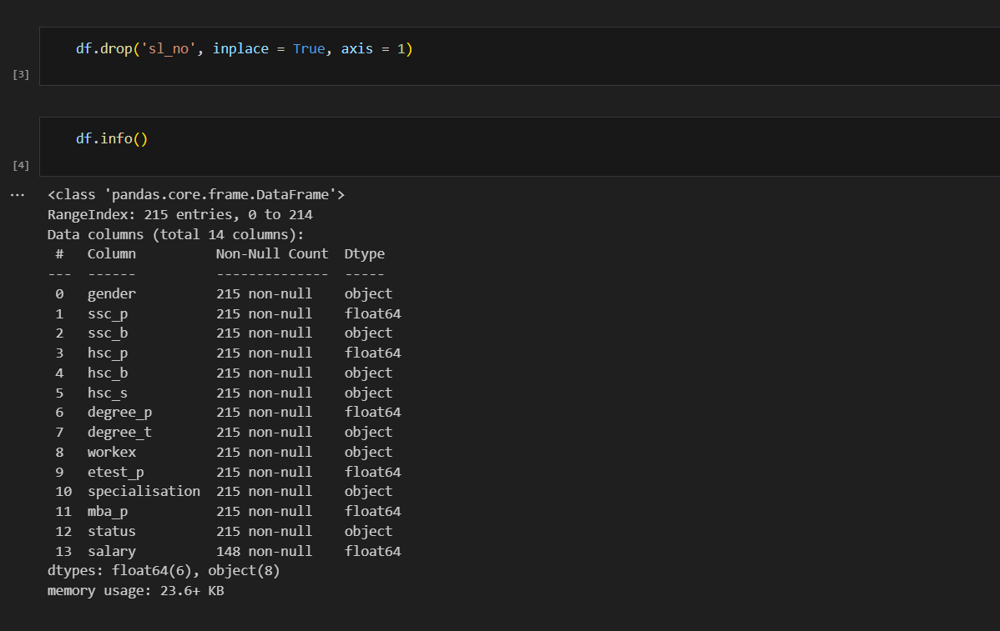 df.drop('sl_no', inplace = True, axis = 1)
[3]
df.info()
[4]
...
<class 'pandas.core.frame.DataFrame'>
RangeIndex: 215 entries, 0 to 214
Data columns (total 14 columns):
 #   Column          Non-Null Count  Dtype
---  ------          --------------  -----
 0   gender          215 non-null    object
 1   ssc_p           215 non-null    float64
 2   ssc_b           215 non-null    object
 3   hsc_p           215 non-null    float64
 4   hsc_b           215 non-null    object
 5   hsc_s           215 non-null    object
 6   degree_p        215 non-null    float64
 7   degree_t        215 non-null    object
 8   workex          215 non-null    object
 9   etest_p         215 non-null    float64
 10  specialisation  215 non-null    object
 11  mba_p           215 non-null    float64
 12  status          215 non-null    object
 13  salary          148 non-null    float64
dtypes: float64(6), object(8)
memory usage: 23.6+ KB